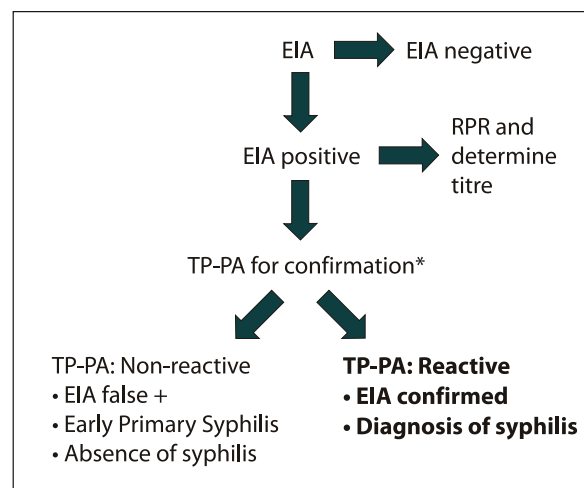 EIA
EIA negative
EIA positive
RPR and
determine
titre
TP-PA for confirmation*
TP-PA: Non-reactive
• EIA false +
• Early Primary Syphilis
• Absence of syphilis
TP-PA: Reactive
• EIA confirmed
• Diagnosis of syphilis